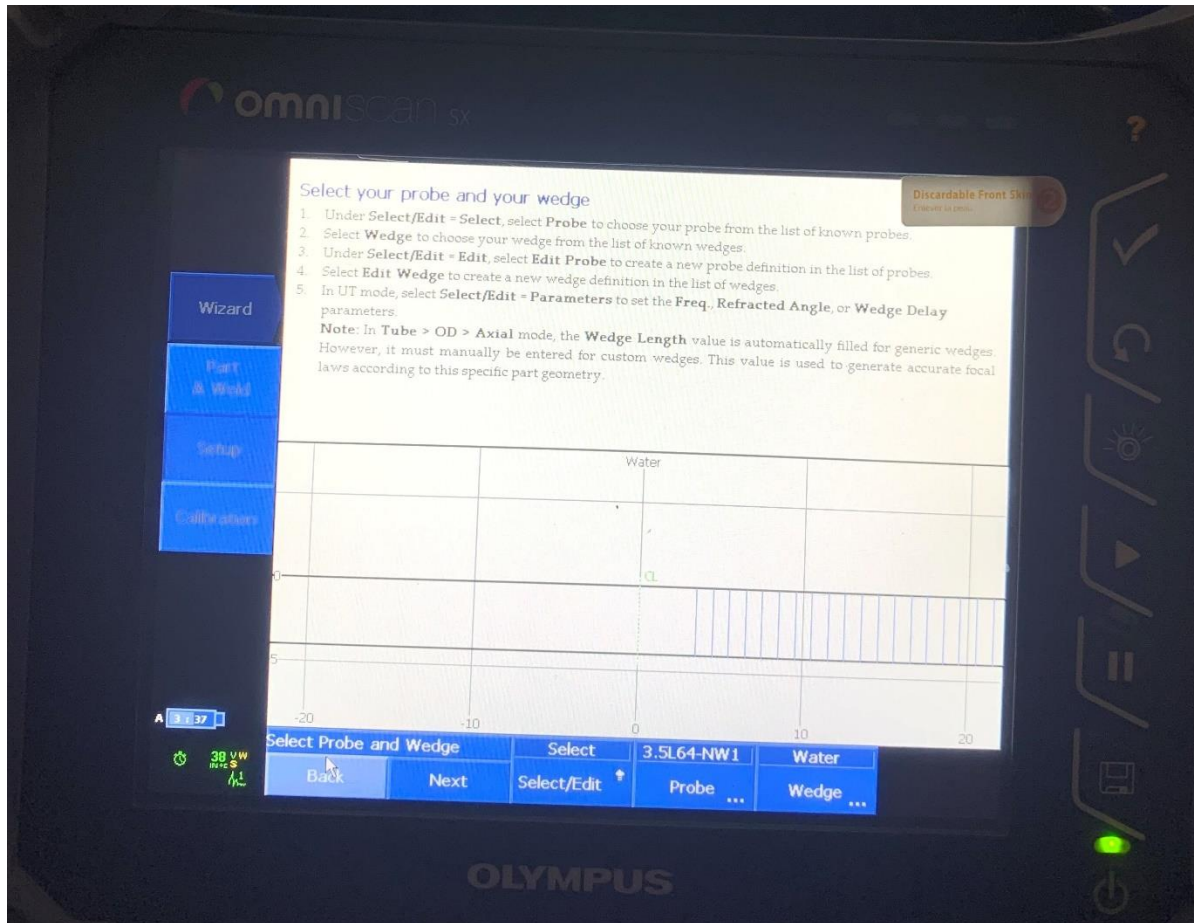 omniscan SX
?
Discardable Front Skin
Select your probe and your wedge
1. Under Select/Edit = Select, select Probe to choose your probe from the list of known probes.
2. Select Wedge to choose your wedge from the list of known wedges.
3. Under Select/Edit = Edit, select Edit Probe to create a new probe definition in the list of probes.
4. Select Edit Wedge to create a new wedge definition in the list of wedges.
5. In UT mode, select Select/Edit = Parameters to set the Freq., Refracted Angle, or Wedge Delay
parameters.
Note: In Tube > OD > Axial mode, the Wedge Length value is automatically filled for generic wedges.
However, it must manually be entered for custom wedges. This value is used to generate accurate focal
laws according to this specific part geometry.
Wizard
Part
& Weld
Setup
Calibration
Water
0
5
-20 -10 0 10 20
A 3:37
38 °C
Select Probe and Wedge Select 3.5L64-NW1 Water
Back Next Select/Edit Probe ... Wedge ...
OLYMPUS